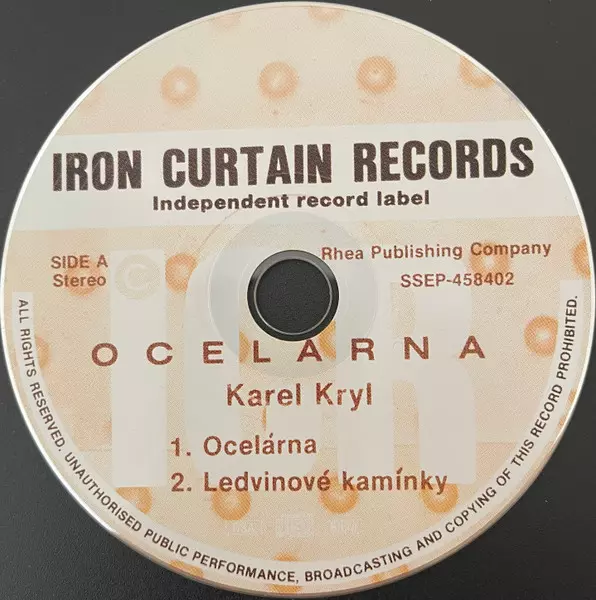 IRON CURTAIN RECORDS
Independent record label
SIDE A
Stereo
Rhea Publishing Company
SSEP-458402
OCELÁRNA
Karel Kryl
1. Ocelárna
2. Ledvinové kamínky
ALL RIGHTS RESERVED. UNAUTHORISED PUBLIC PERFORMANCE, BROADCASTING AND COPYING OF THIS RECORD PROHIBITED.